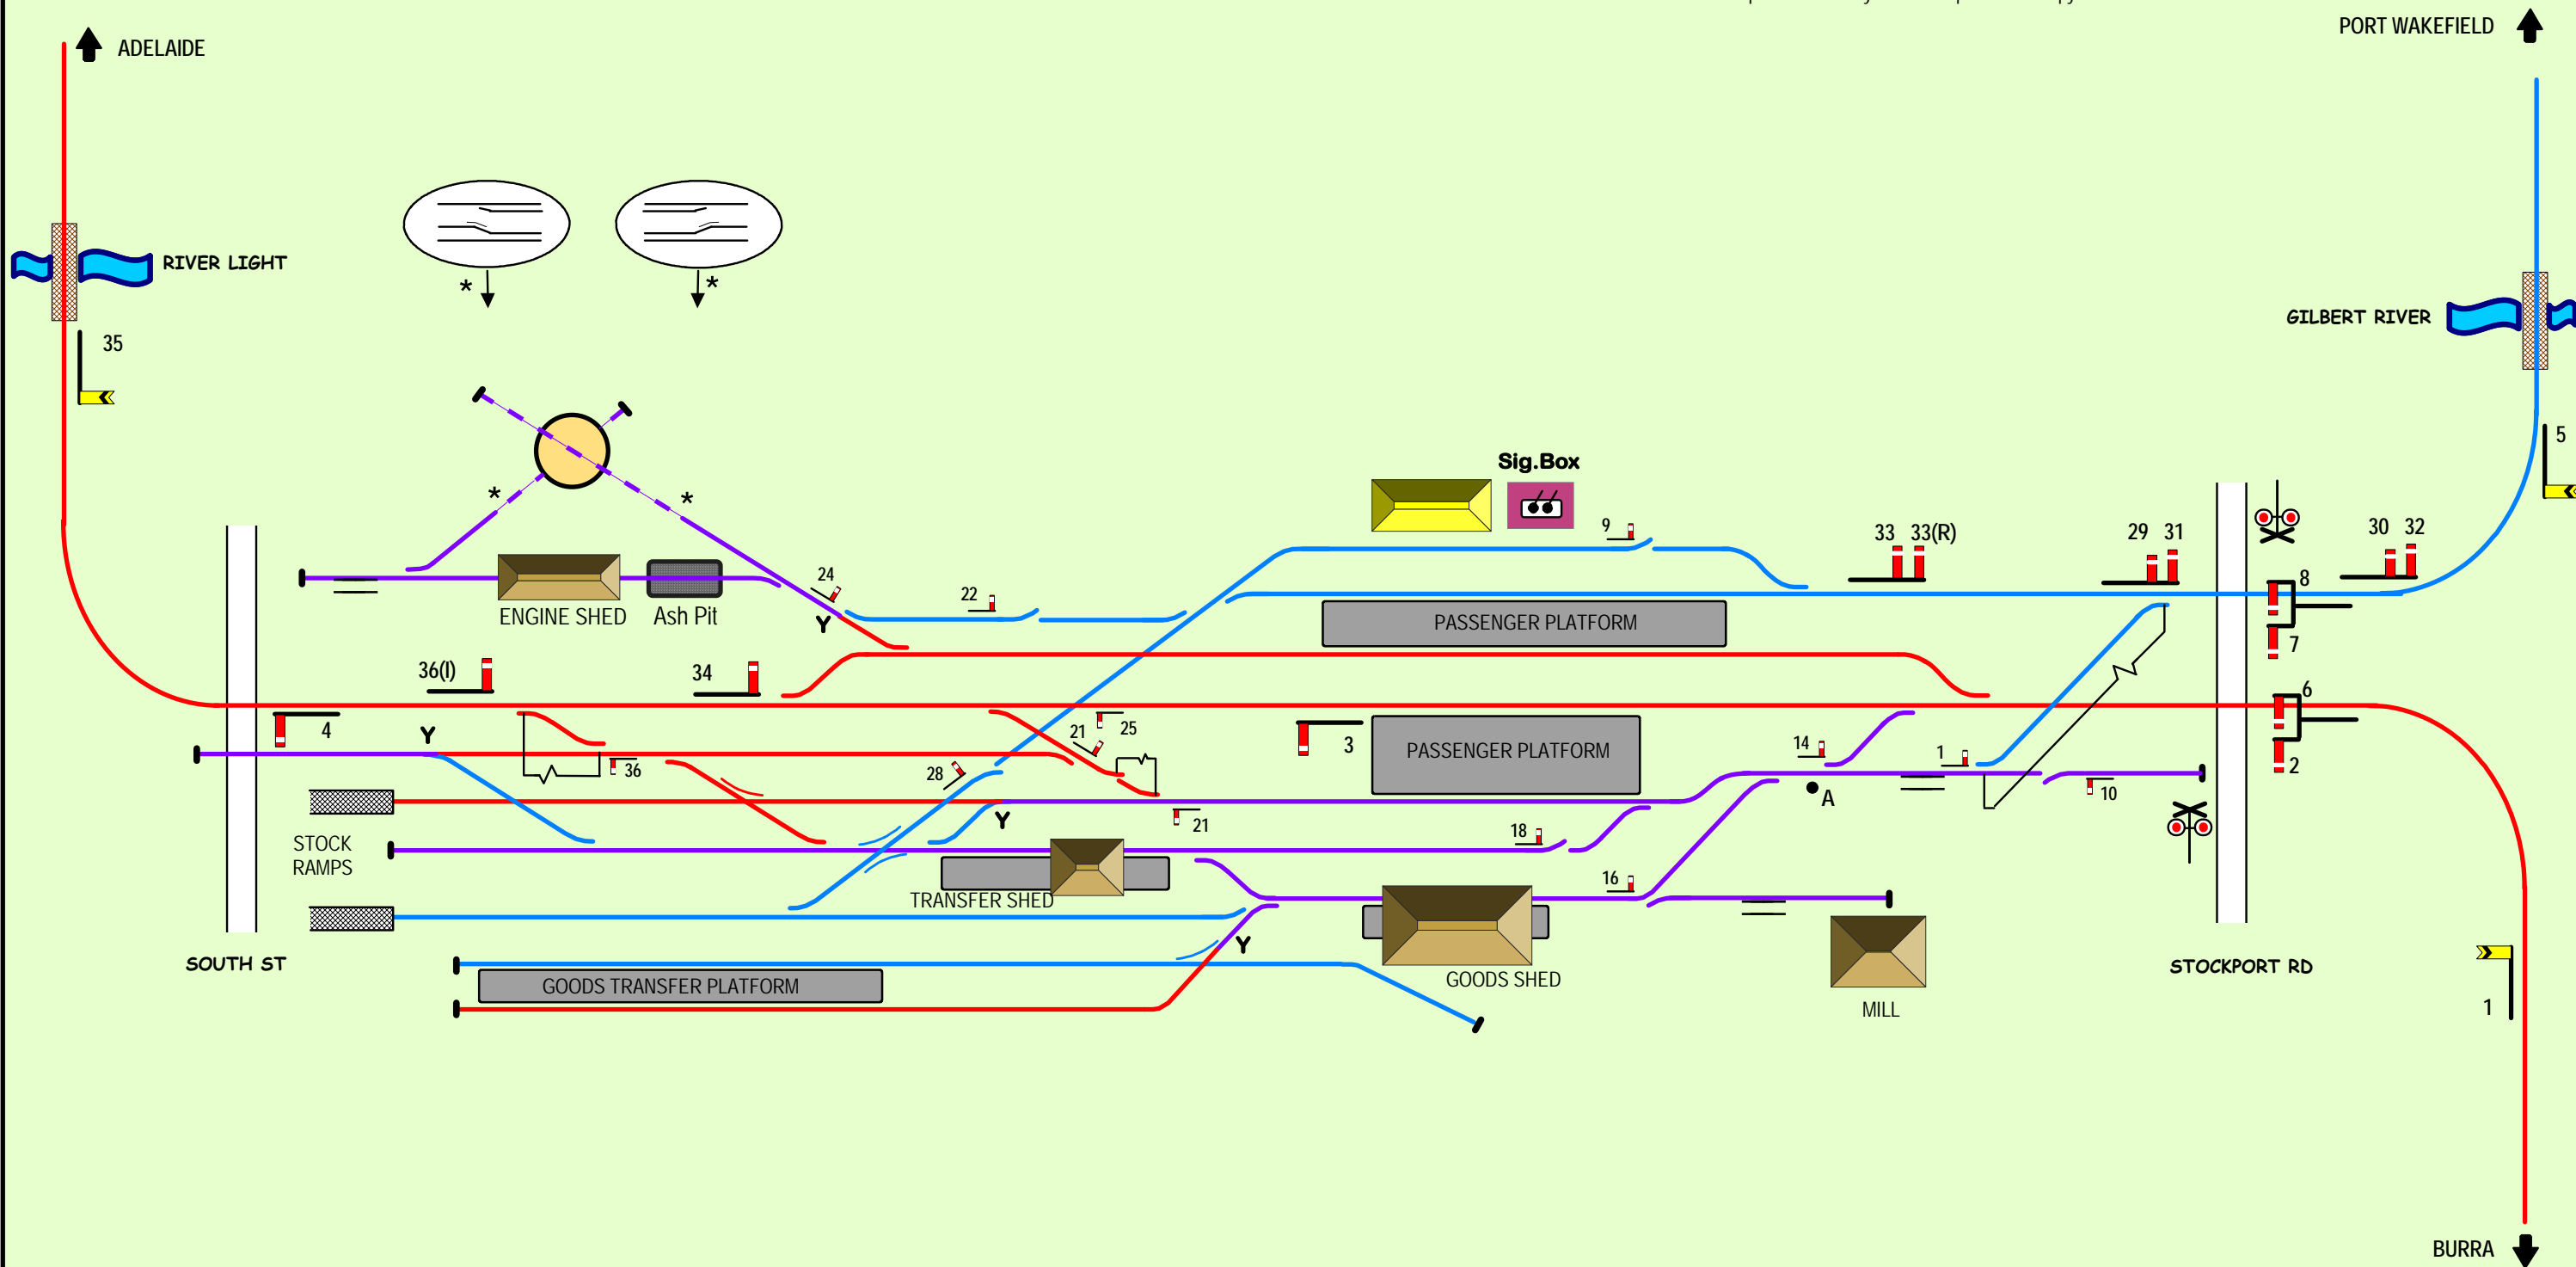 PORT WAKEFIELD
ADELAIDE
RIVER LIGHT
*
*
GILBERT RIVER
35
5
Sig.Box
*
*
9
33
33(R)
29
31
30
32
8
7
24
22
Y
ENGINE SHED
Ash Pit
PASSENGER PLATFORM
36(I)
34
6
4
Y
21
25
3
PASSENGER PLATFORM
14
1
2
36
28
A
10
Y
21
18
STOCK
RAMPS
TRANSFER SHED
16
Y
SOUTH ST
GOODS TRANSFER PLATFORM
GOODS SHED
STOCKPORT RD
MILL
1
BURRA